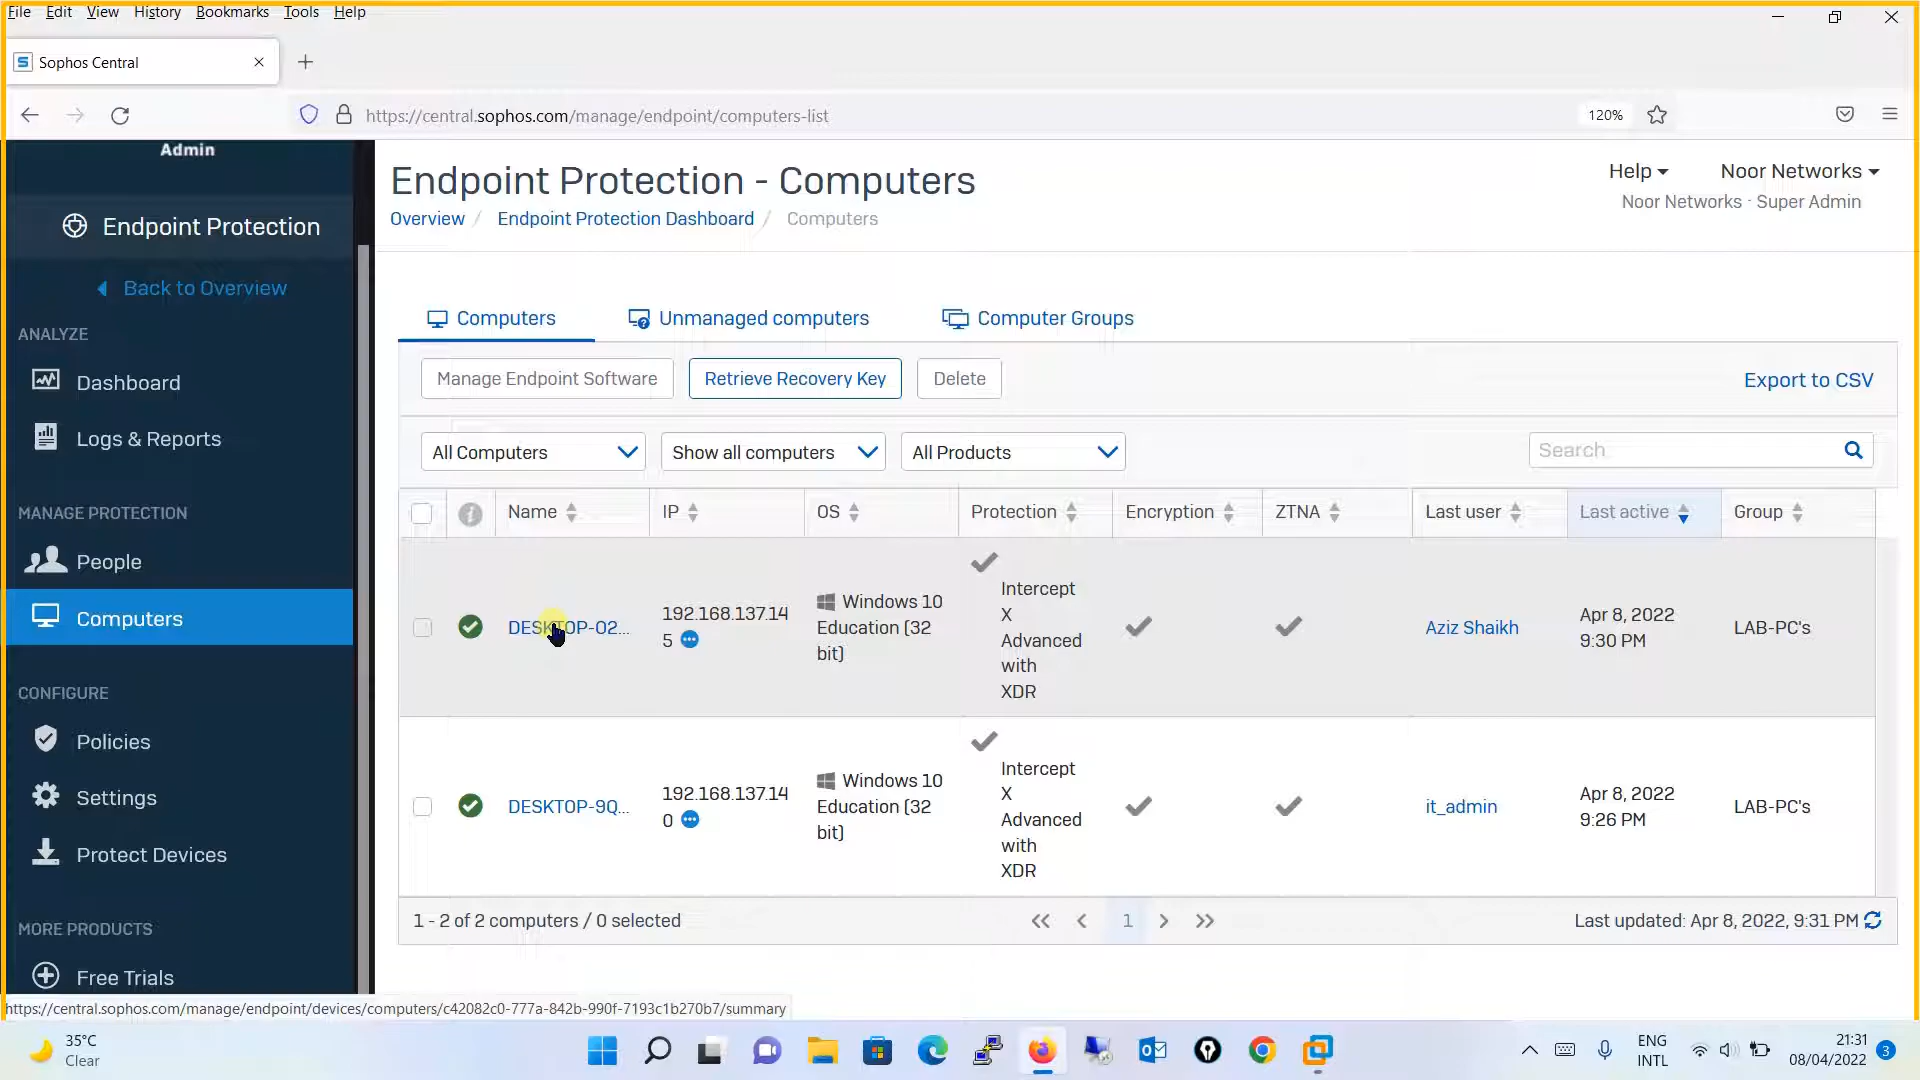 File Edit View History Bookmarks Tools Help
Sophos Central
https://central.sophos.com/manage/endpoint/computers-list
120%
Admin
Endpoint Protection
Back to Overview
ANALYZE
Dashboard
Logs & Reports
MANAGE PROTECTION
People
Computers
CONFIGURE
Policies
Settings
Protect Devices
MORE PRODUCTS
Free Trials
Endpoint Protection - Computers
Overview / Endpoint Protection Dashboard / Computers
Help
Noor Networks
Noor Networks · Super Admin
Computers
Unmanaged computers
Computer Groups
Manage Endpoint Software
Retrieve Recovery Key
Delete
Export to CSV
All Computers
Show all computers
All Products
Search
Name IP OS Protection Encryption ZTNA Last user Last active Group
DESKTOP-02...
192.168.137.14
5
Windows 10
Education (32
bit)
Intercept
X
Advanced
with
XDR
Aziz Shaikh
Apr 8, 2022
9:30 PM
LAB-PC's
DESKTOP-9Q...
192.168.137.14
0
Windows 10
Education (32
bit)
Intercept
X
Advanced
with
XDR
it_admin
Apr 8, 2022
9:26 PM
LAB-PC's
1 - 2 of 2 computers / 0 selected
1
Last updated: Apr 8, 2022, 9:31 PM
https://central.sophos.com/manage/endpoint/devices/computers/c42082c0-777a-842b-990f-7193c1b270b7/summary
35°C
Clear
ENG
INTL
21:31
08/04/2022
3